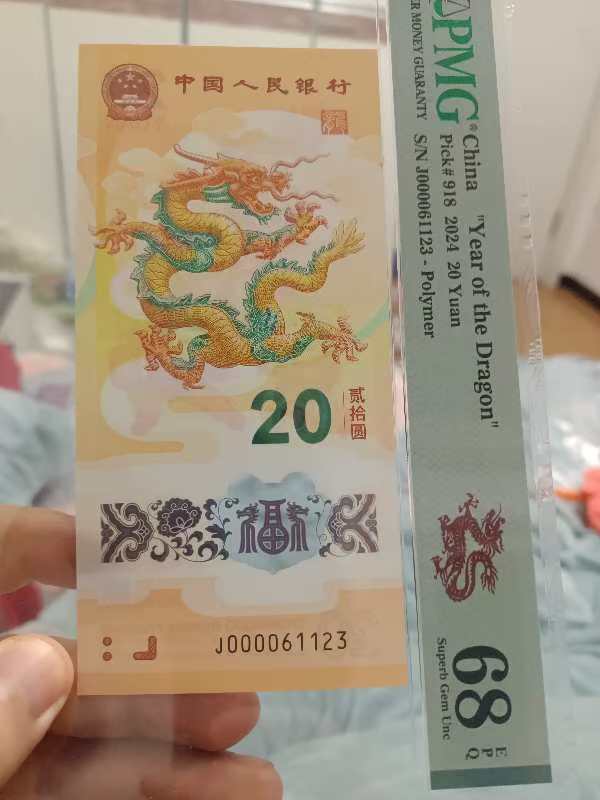 中国人民银行
20
贰拾圆
J000061123
R MONEY GUARANTY
PMG
China "Year of the Dragon"
Pick# 918 2024 20 Yuan
S/N J000061123 - Polymer
68
EPQ
Superb Gem Unc